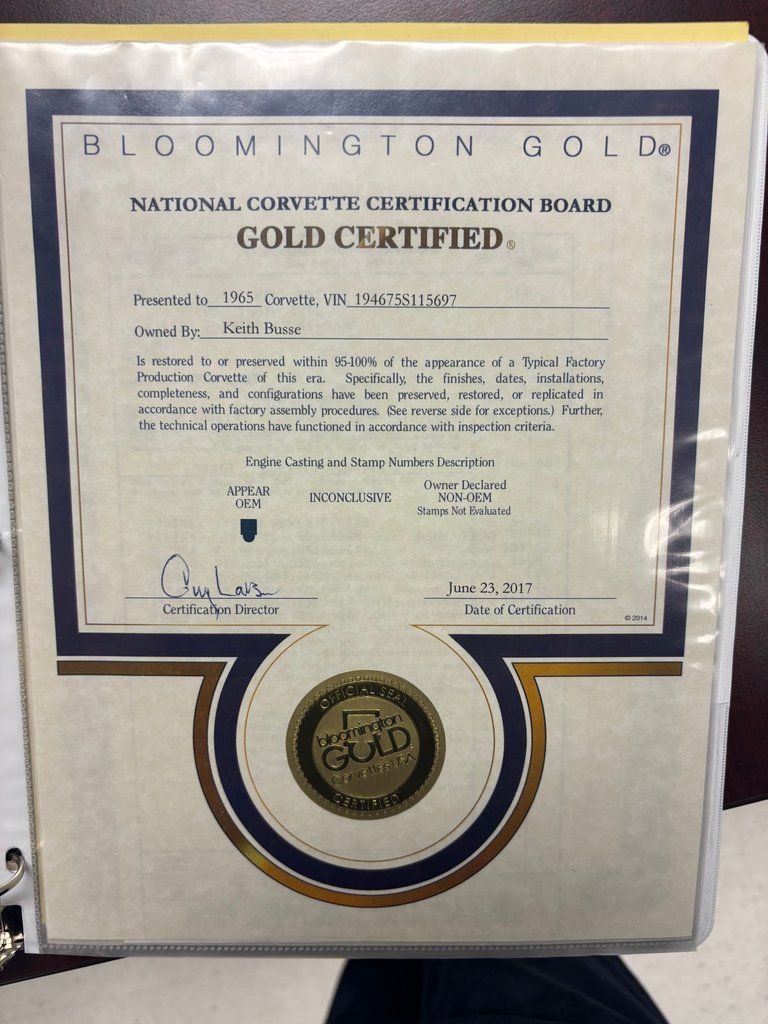 BLOOMINGTON GOLD®
NATIONAL CORVETTE CERTIFICATION BOARD
GOLD CERTIFIED®
Presented to 1965 Corvette, VIN 194675S115697
Owned By: Keith Busse
Is restored to or preserved within 95-100% of the appearance of a Typical Factory
Production Corvette of this era. Specifically, the finishes, dates, installations,
completeness, and configurations have been preserved, restored, or replicated in
accordance with factory assembly procedures. (See reverse side for exceptions.) Further,
the technical operations have functioned in accordance with inspection criteria.
Engine Casting and Stamp Numbers Description
APPEAR
OEM
INCONCLUSIVE
Owner Declared
NON-OEM
Stamps Not Evaluated
June 23, 2017
Certification Director
Date of Certification
© 2014
OFFICIAL SEAL
bloomington
GOLD
Corvettes USA
CERTIFIED